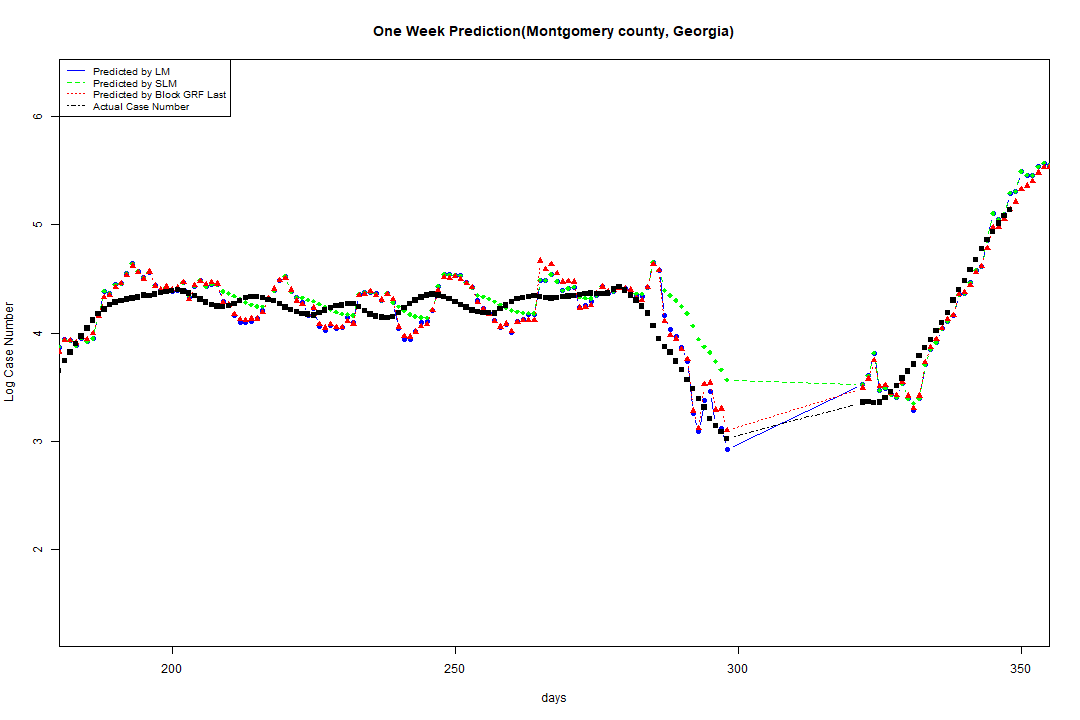 One Week Prediction(Montgomery county, Georgia)
Predicted by LM
Predicted by SLM
Predicted by Block GRF Last
Actual Case Number
6
5
4
3
2
Log Case Number
200 250 300 350
days